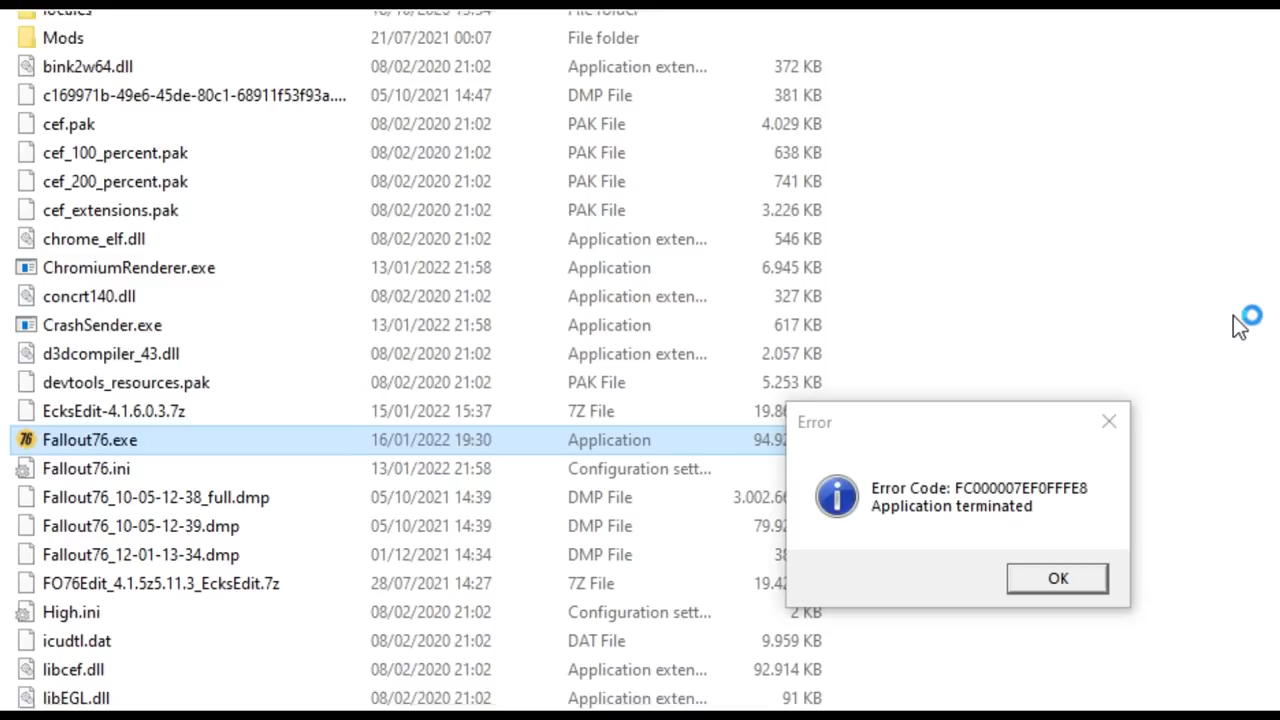 Mods 21/07/2021 00:07 File folder
bink2w64.dll 08/02/2020 21:02 Application exten... 372 KB
c169971b-49e6-45de-80c1-68911f53f93a.... 05/10/2021 14:47 DMP File 381 KB
cef.pak 08/02/2020 21:02 PAK File 4.029 KB
cef_100_percent.pak 08/02/2020 21:02 PAK File 638 KB
cef_200_percent.pak 08/02/2020 21:02 PAK File 741 KB
cef_extensions.pak 08/02/2020 21:02 PAK File 3.226 KB
chrome_elf.dll 08/02/2020 21:02 Application exten... 546 KB
ChromiumRenderer.exe 13/01/2022 21:58 Application 6.945 KB
concrt140.dll 08/02/2020 21:02 Application exten... 327 KB
CrashSender.exe 13/01/2022 21:58 Application 617 KB
d3dcompiler_43.dll 08/02/2020 21:02 Application exten... 2.057 KB
devtools_resources.pak 08/02/2020 21:02 PAK File 5.253 KB
EcksEdit-4.1.6.0.3.7z 15/01/2022 15:37 7Z File
76 Fallout76.exe 16/01/2022 19:30 Application
Fallout76.ini 13/01/2022 21:58 Configuration sett...
Fallout76_10-05-12-38_full.dmp 05/10/2021 14:39 DMP File
Fallout76_10-05-12-39.dmp 05/10/2021 14:39 DMP File
Fallout76_12-01-13-34.dmp 01/12/2021 14:34 DMP File
FO76Edit_4.1.5z5.11.3_EcksEdit.7z 28/07/2021 14:27 7Z File
High.ini 08/02/2020 21:02 Configuration sett... 2 KB
icudtl.dat 08/02/2020 21:02 DAT File 9.959 KB
libcef.dll 08/02/2020 21:02 Application exten... 92.914 KB
libEGL.dll 08/02/2020 21:02 Application exten... 91 KB
Error
Error Code: FC000007EF0FFFE8
Application terminated
OK